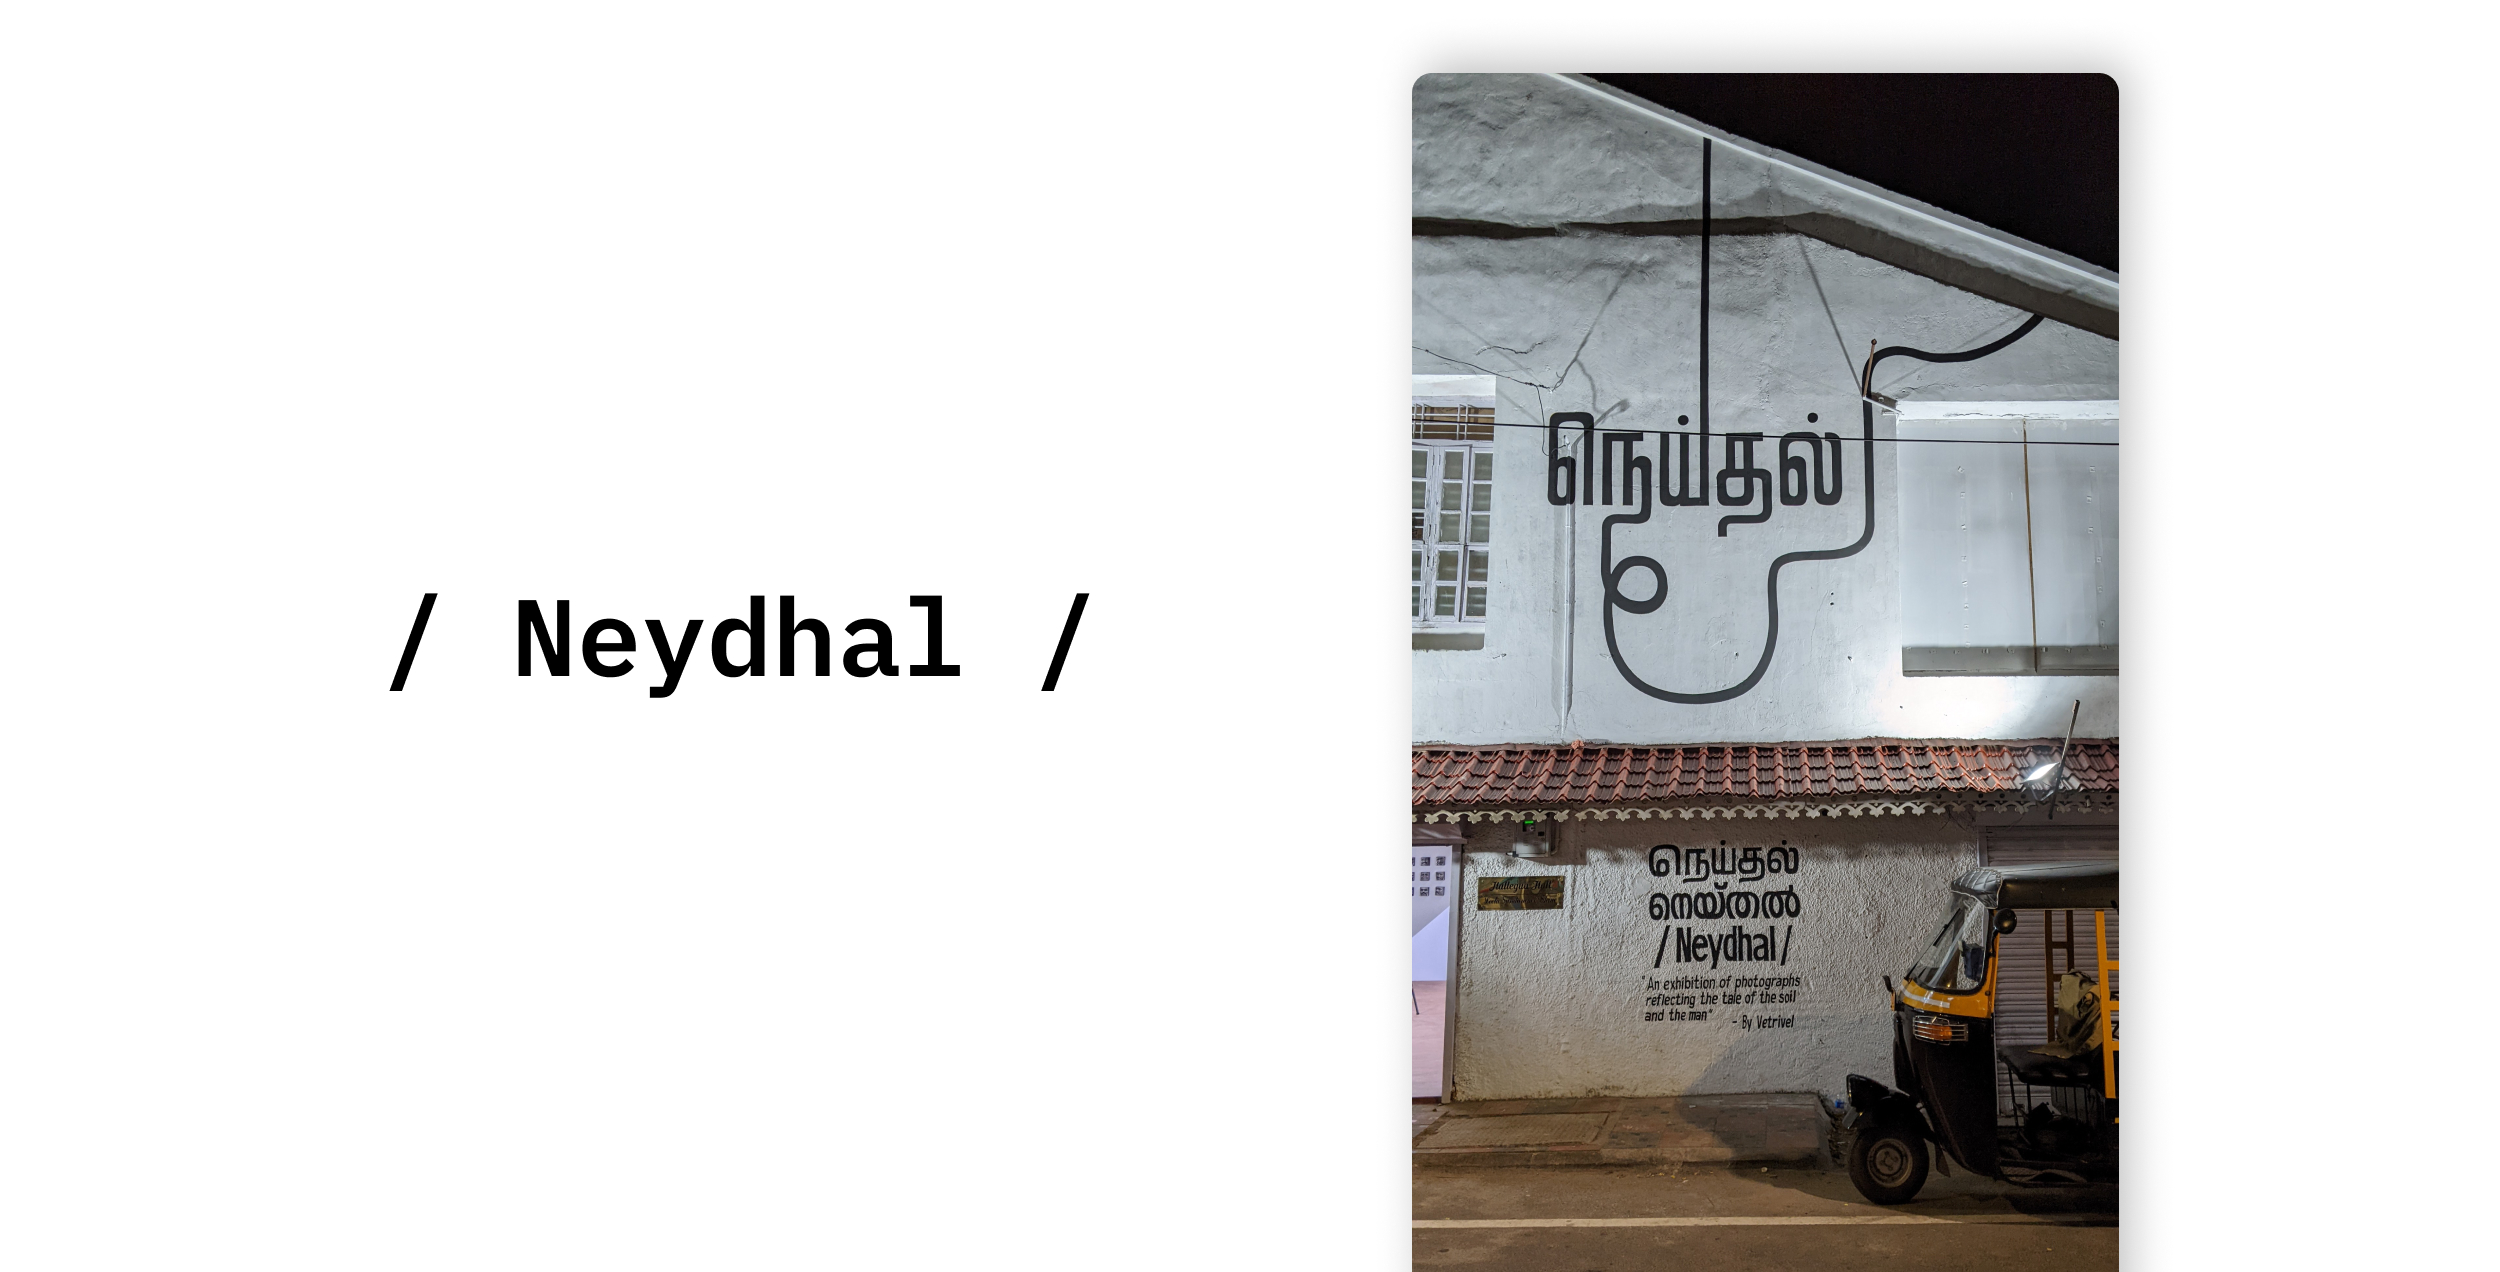 / Neydhal /
நெய்தல்
நெய்தல்
നെയ്തൽ
/ Neydhal /
"An exhibition of photographs
reflecting the tale of the soil
and the man"
- By Vetrivel